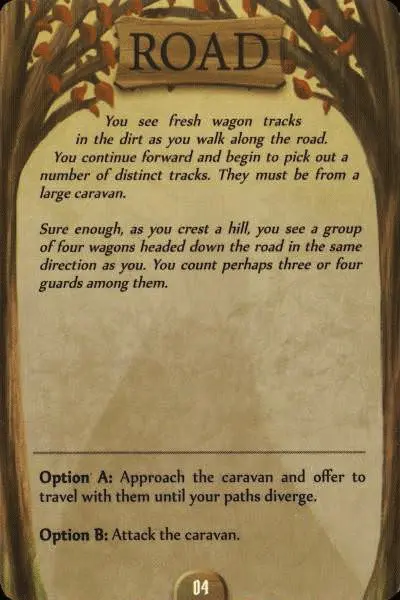 ROAD
You see fresh wagon tracks
in the dirt as you walk along the road.
You continue forward and begin to pick out a
number of distinct tracks. They must be from a
large caravan.
Sure enough, as you crest a hill, you see a group
of four wagons headed down the road in the same
direction as you. You count perhaps three or four
guards among them.
Option A: Approach the caravan and offer to
travel with them until your paths diverge.
Option B: Attack the caravan.
04